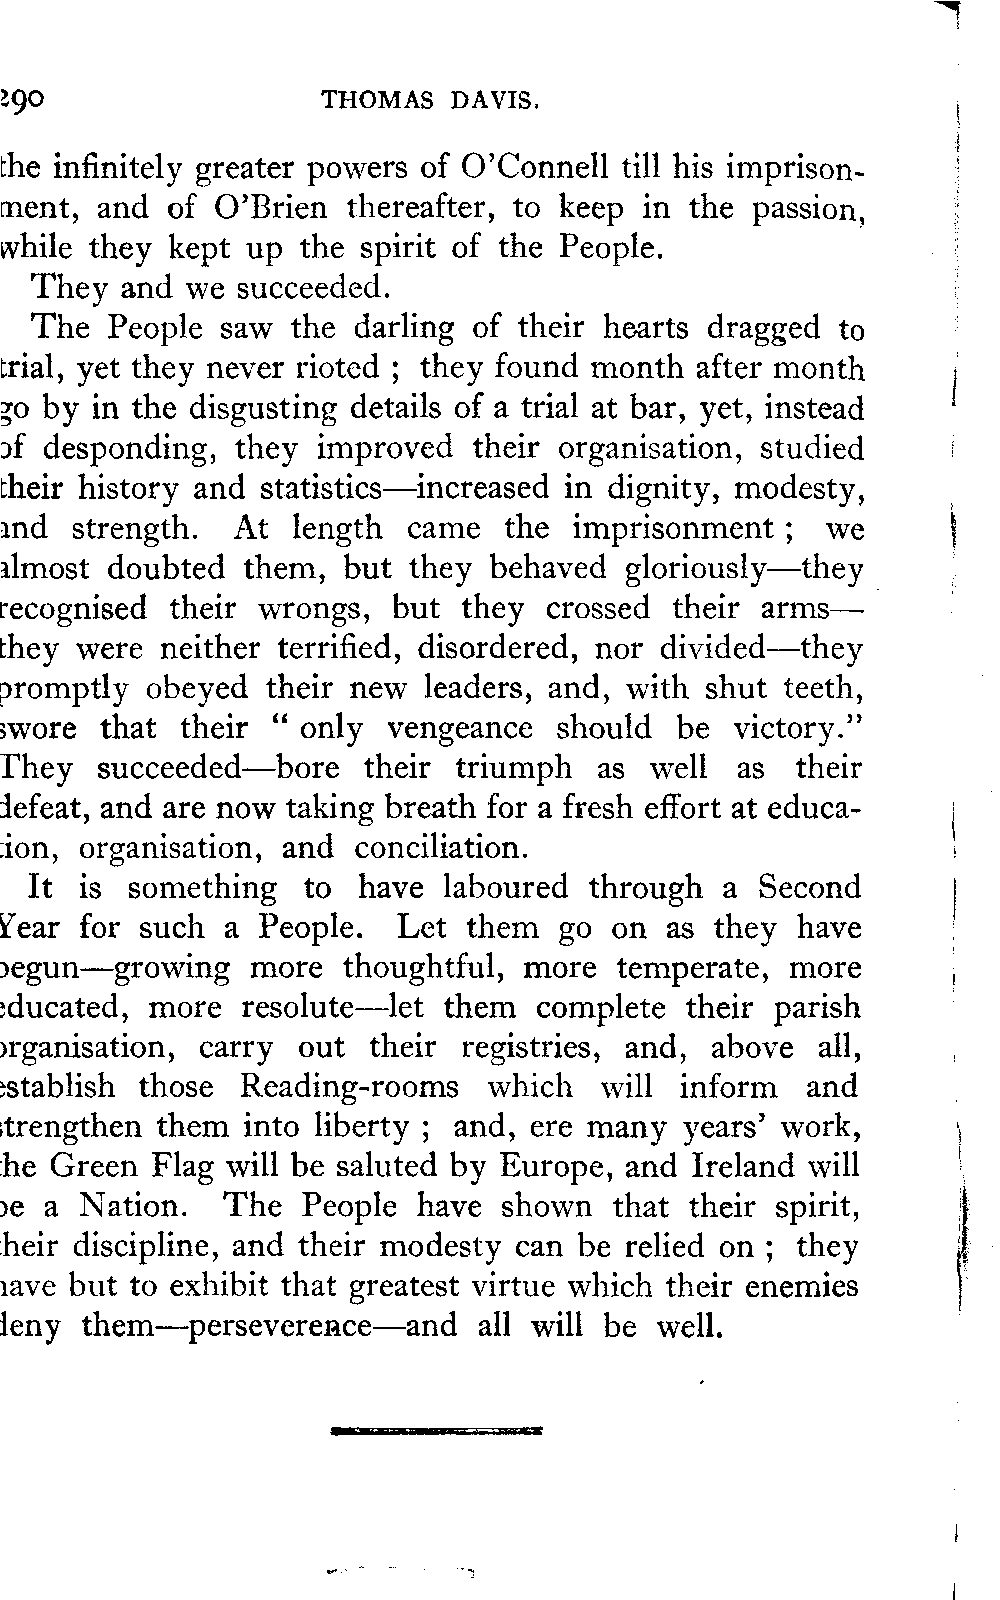 290 THOMAS DAVIS.
the infinitely greater powers of O'Connell till his imprison-
ment, and of O'Brien thereafter, to keep in the passion,
while they kept up the spirit of the People.
They and we succeeded.
The People saw the darling of their hearts dragged to
trial, yet they never rioted ; they found month after month
go by in the disgusting details of a trial at bar, yet, instead
of desponding, they improved their organisation, studied
their history and statistics—increased in dignity, modesty,
and strength. At length came the imprisonment ; we
almost doubted them, but they behaved gloriously—they
recognised their wrongs, but they crossed their arms—
they were neither terrified, disordered, nor divided—they
promptly obeyed their new leaders, and, with shut teeth,
swore that their " only vengeance should be victory."
They succeeded—bore their triumph as well as their
defeat, and are now taking breath for a fresh effort at educa-
tion, organisation, and conciliation.
It is something to have laboured through a Second
Year for such a People. Let them go on as they have
begun—growing more thoughtful, more temperate, more
educated, more resolute—let them complete their parish
organisation, carry out their registries, and, above all,
establish those Reading-rooms which will inform and
strengthen them into liberty ; and, ere many years' work,
the Green Flag will be saluted by Europe, and Ireland will
be a Nation. The People have shown that their spirit,
their discipline, and their modesty can be relied on ; they
have but to exhibit that greatest virtue which their enemies
deny them—perseverence—and all will be well.